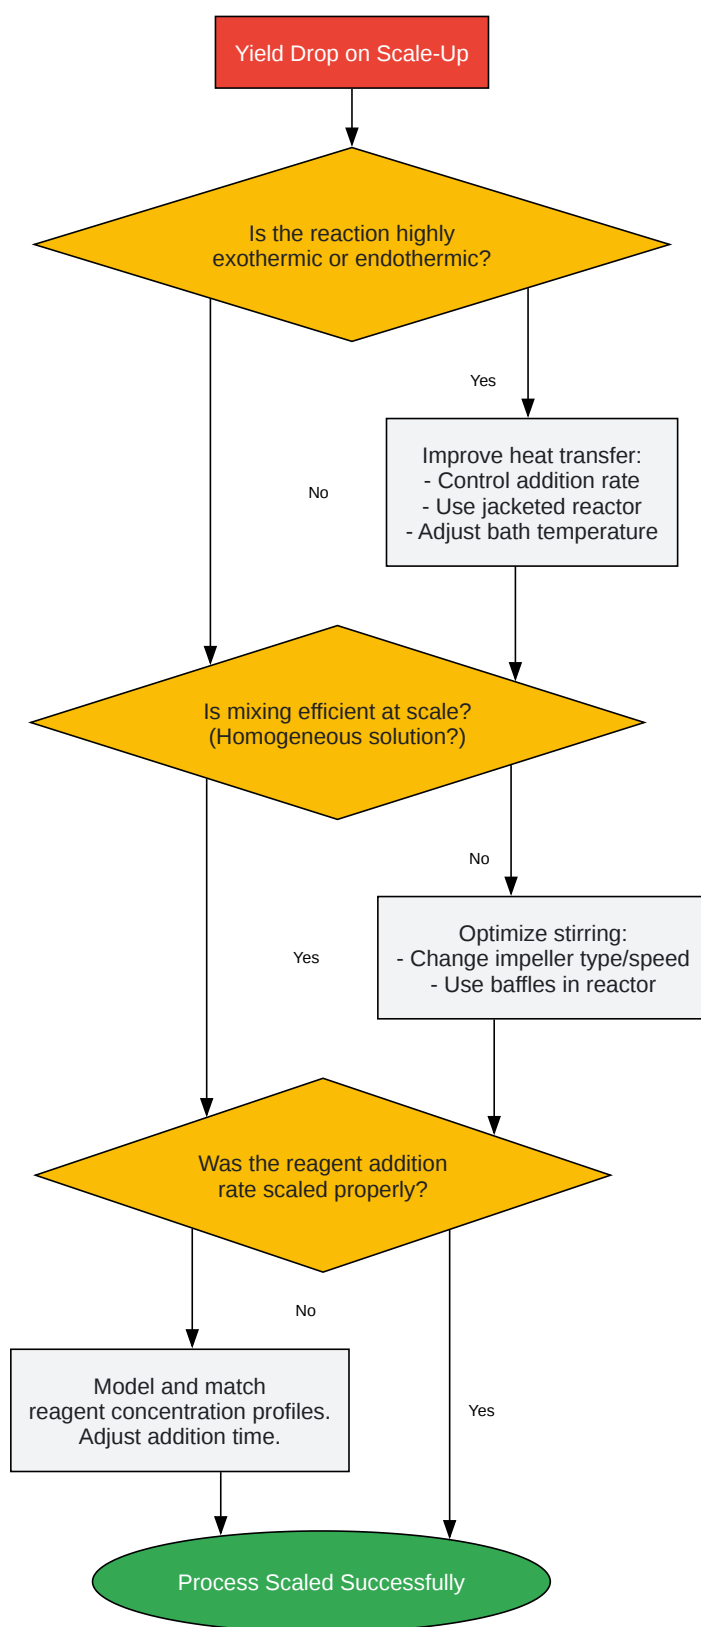 Yield Drop on Scale-Up
Is the reaction highly
exothermic or endothermic?
Yes
Improve heat transfer:
- Control addition rate
- Use jacketed reactor
- Adjust bath temperature
No
Is mixing efficient at scale?
(Homogeneous solution?)
No
Optimize stirring:
- Change impeller type/speed
- Use baffles in reactor
Yes
Was the reagent addition
rate scaled properly?
No
Model and match
reagent concentration profiles.
Adjust addition time.
Yes
Process Scaled Successfully